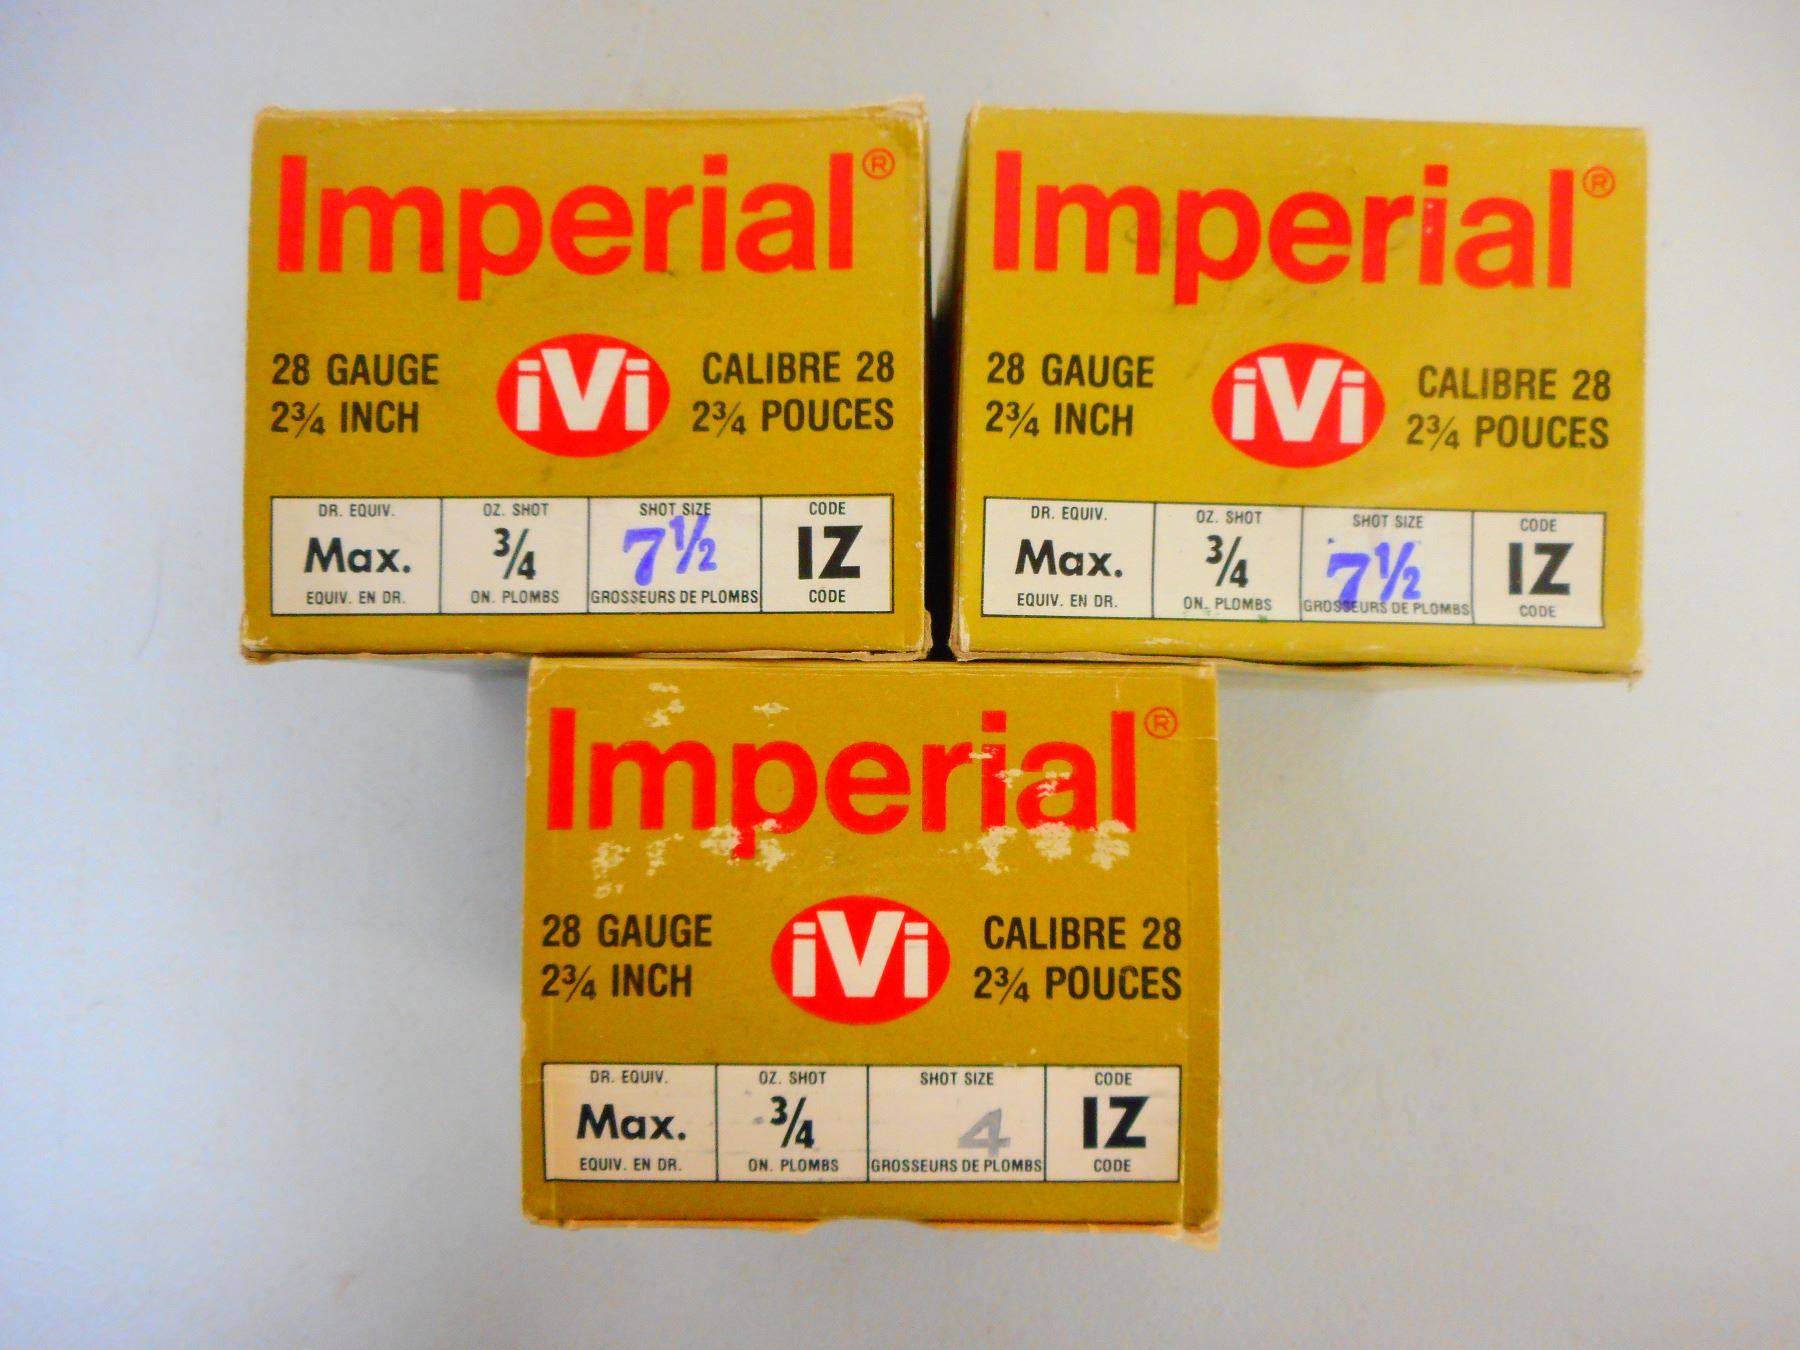 Imperial®
28 GAUGE
2¾ INCH
iVi
CALIBRE 28
2¾ POUCES
DR. EQUIV.
Max.
EQUIV. EN DR.
OZ. SHOT
¾
ON. PLOMBS
SHOT SIZE
7½
GROSSEURS DE PLOMBS
CODE
IZ
CODE
Imperial®
28 GAUGE
2¾ INCH
iVi
CALIBRE 28
2¾ POUCES
DR. EQUIV.
Max.
EQUIV. EN DR.
OZ. SHOT
¾
ON. PLOMBS
SHOT SIZE
7½
GROSSEURS DE PLOMBS
CODE
IZ
CODE
Imperial®
28 GAUGE
2¾ INCH
iVi
CALIBRE 28
2¾ POUCES
DR. EQUIV.
Max.
EQUIV. EN DR.
OZ. SHOT
¾
ON. PLOMBS
SHOT SIZE
4
GROSSEURS DE PLOMBS
CODE
IZ
CODE